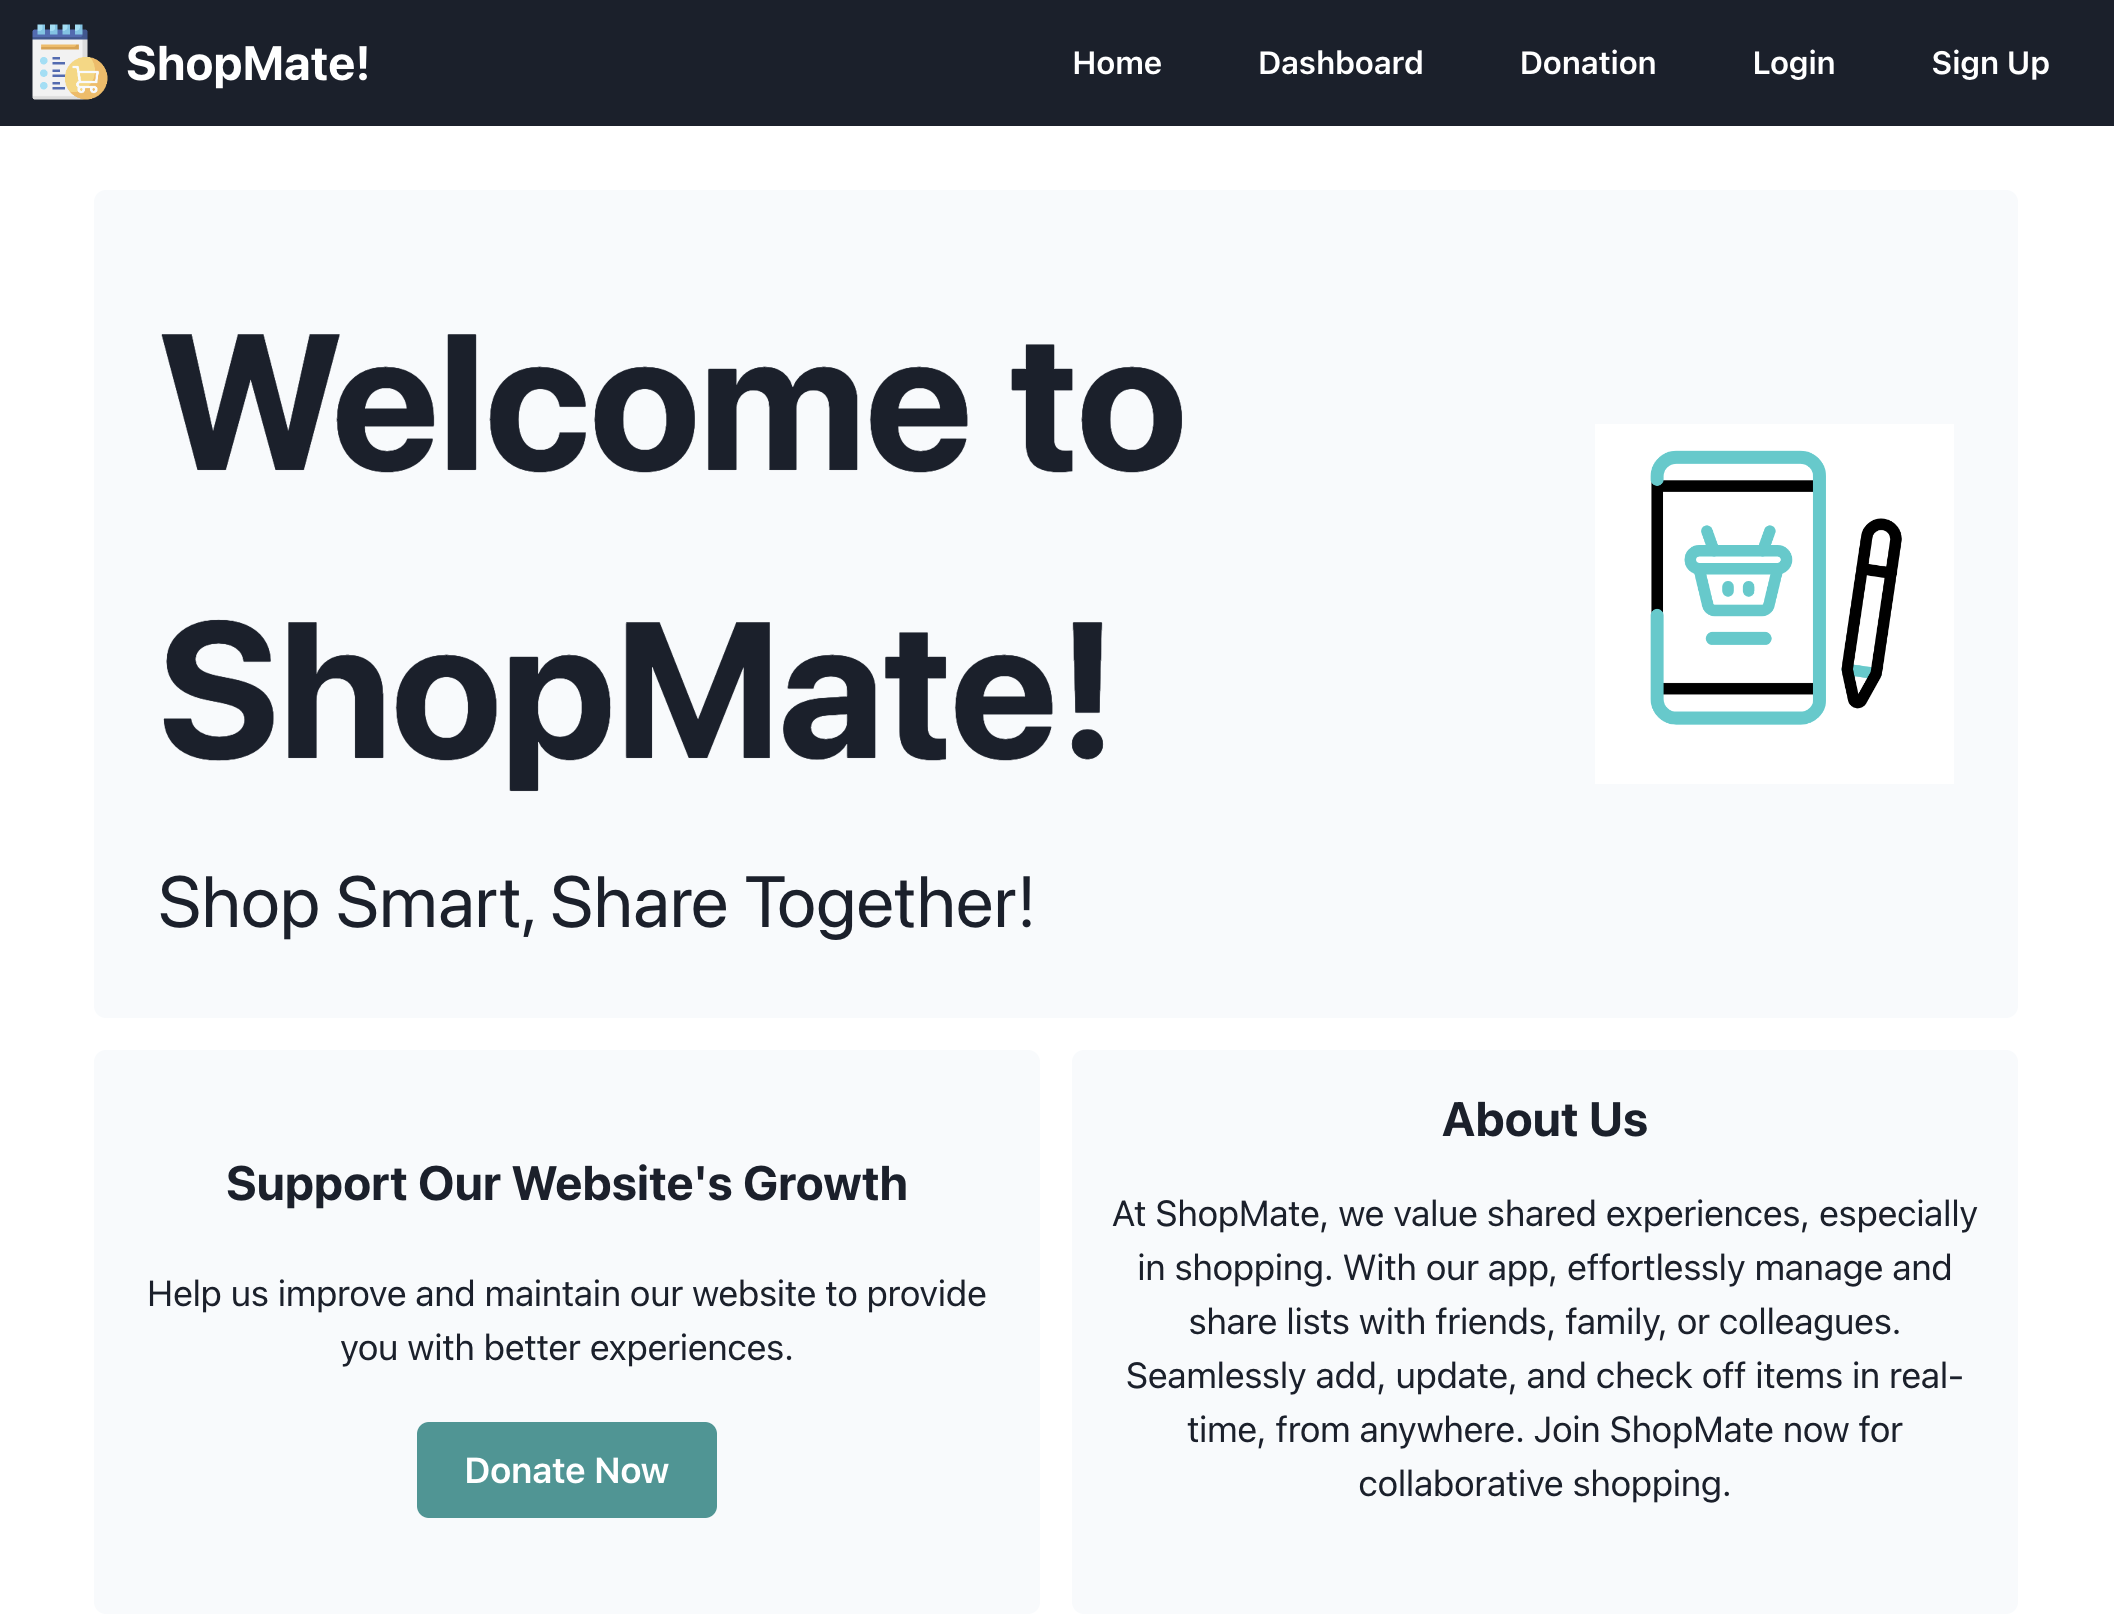 ShopMate!
Home
Dashboard
Donation
Login
Sign Up
Welcome to
ShopMate!
Shop Smart, Share Together!
Support Our Website's Growth
Help us improve and maintain our website to provide
you with better experiences.
Donate Now
About Us
At ShopMate, we value shared experiences, especially
in shopping. With our app, effortlessly manage and
share lists with friends, family, or colleagues.
Seamlessly add, update, and check off items in real-
time, from anywhere. Join ShopMate now for
collaborative shopping.